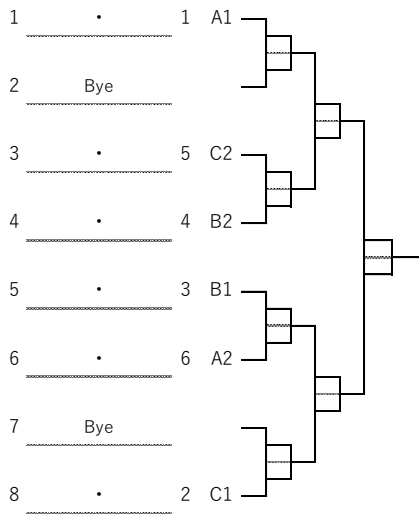 1 • 1 A1
2 Bye
3 • 5 C2
4 • 4 B2
5 • 3 B1
6 • 6 A2
7 Bye
8 • 2 C1